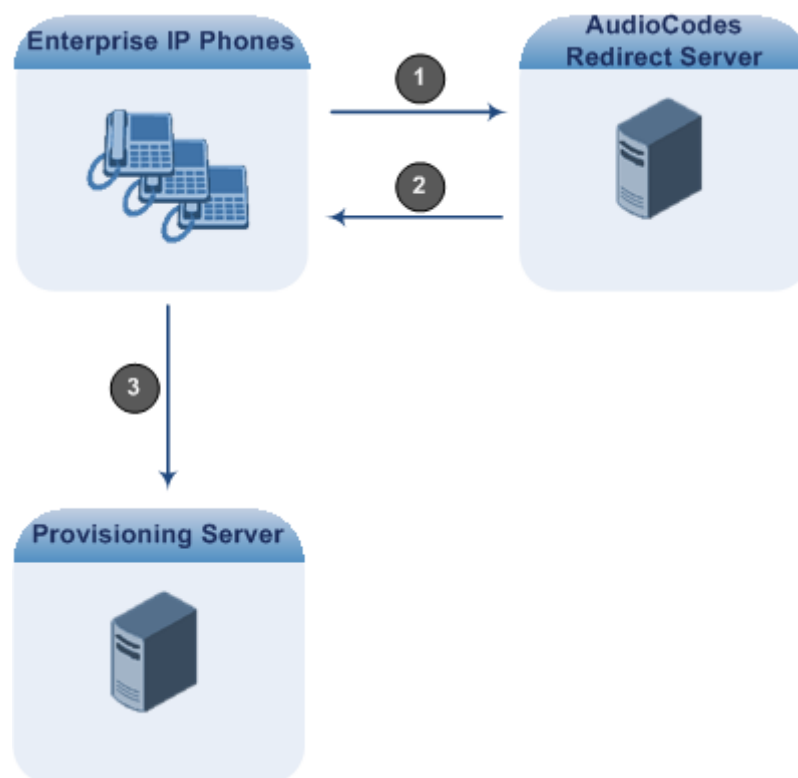 Enterprise IP Phones
AudioCodes
Redirect Server
1
2
3
Provisioning Server